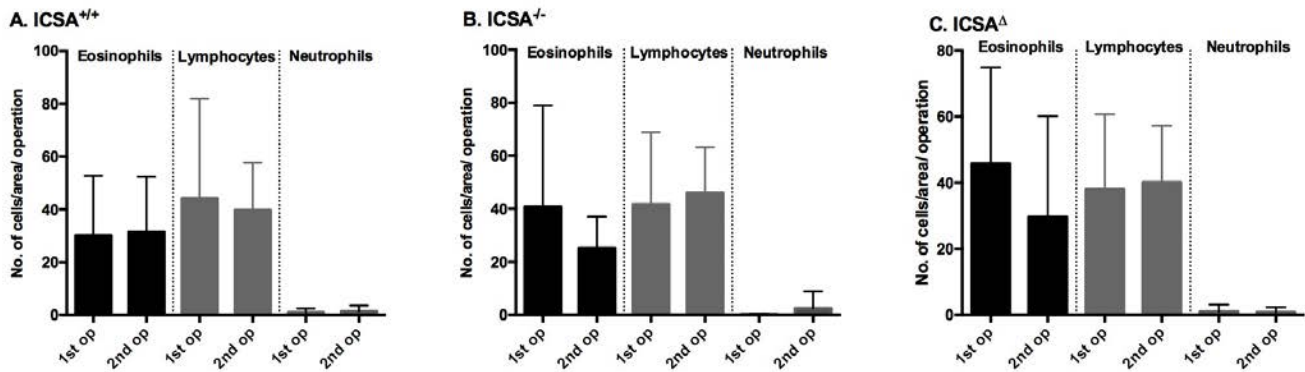 A. ICSA+/+
No. of cells/area/ operation
100
80
60
40
20
0
Eosinophils Lymphocytes Neutrophils
1st op 2nd op 1st op 2nd op 1st op 2nd op
B. ICSA-/-
No. of cells/area/ operation
100
80
60
40
20
0
Eosinophils Lymphocytes Neutrophils
1st op 2nd op 1st op 2nd op 1st op 2nd op
C. ICSAΔ
No. of cells/area/ operation
80
60
40
20
0
Eosinophils Lymphocytes Neutrophils
1st op 2nd op 1st op 2nd op 1st op 2nd op